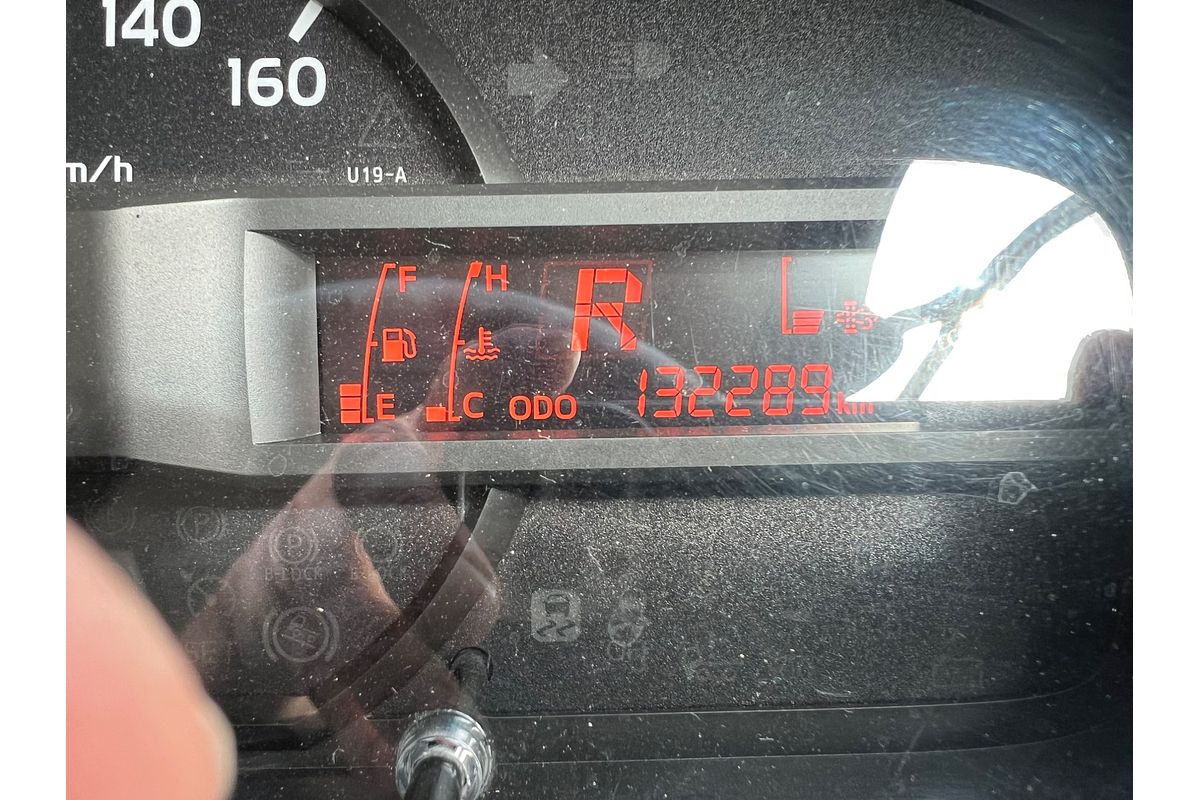 140
160
m/h
U19-A
F H R
E C ODO 132289 km
P
P